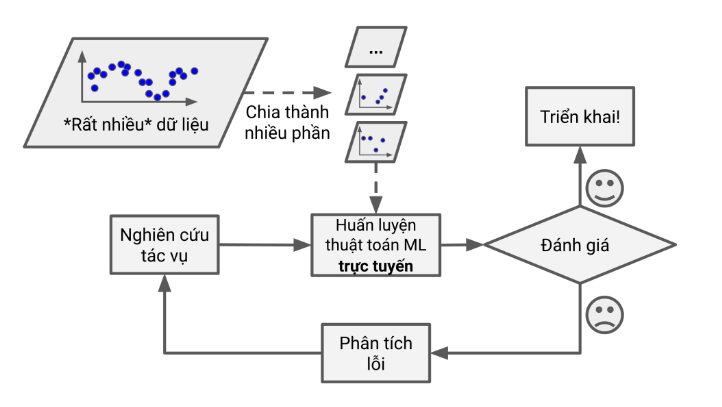 ...
*Rất nhiều* dữ liệu
Chia thành
nhiều phần
Triển khai!
Nghiên cứu
tác vụ
Huấn luyện
thuật toán ML
trực tuyến
Đánh giá
Phân tích
lỗi